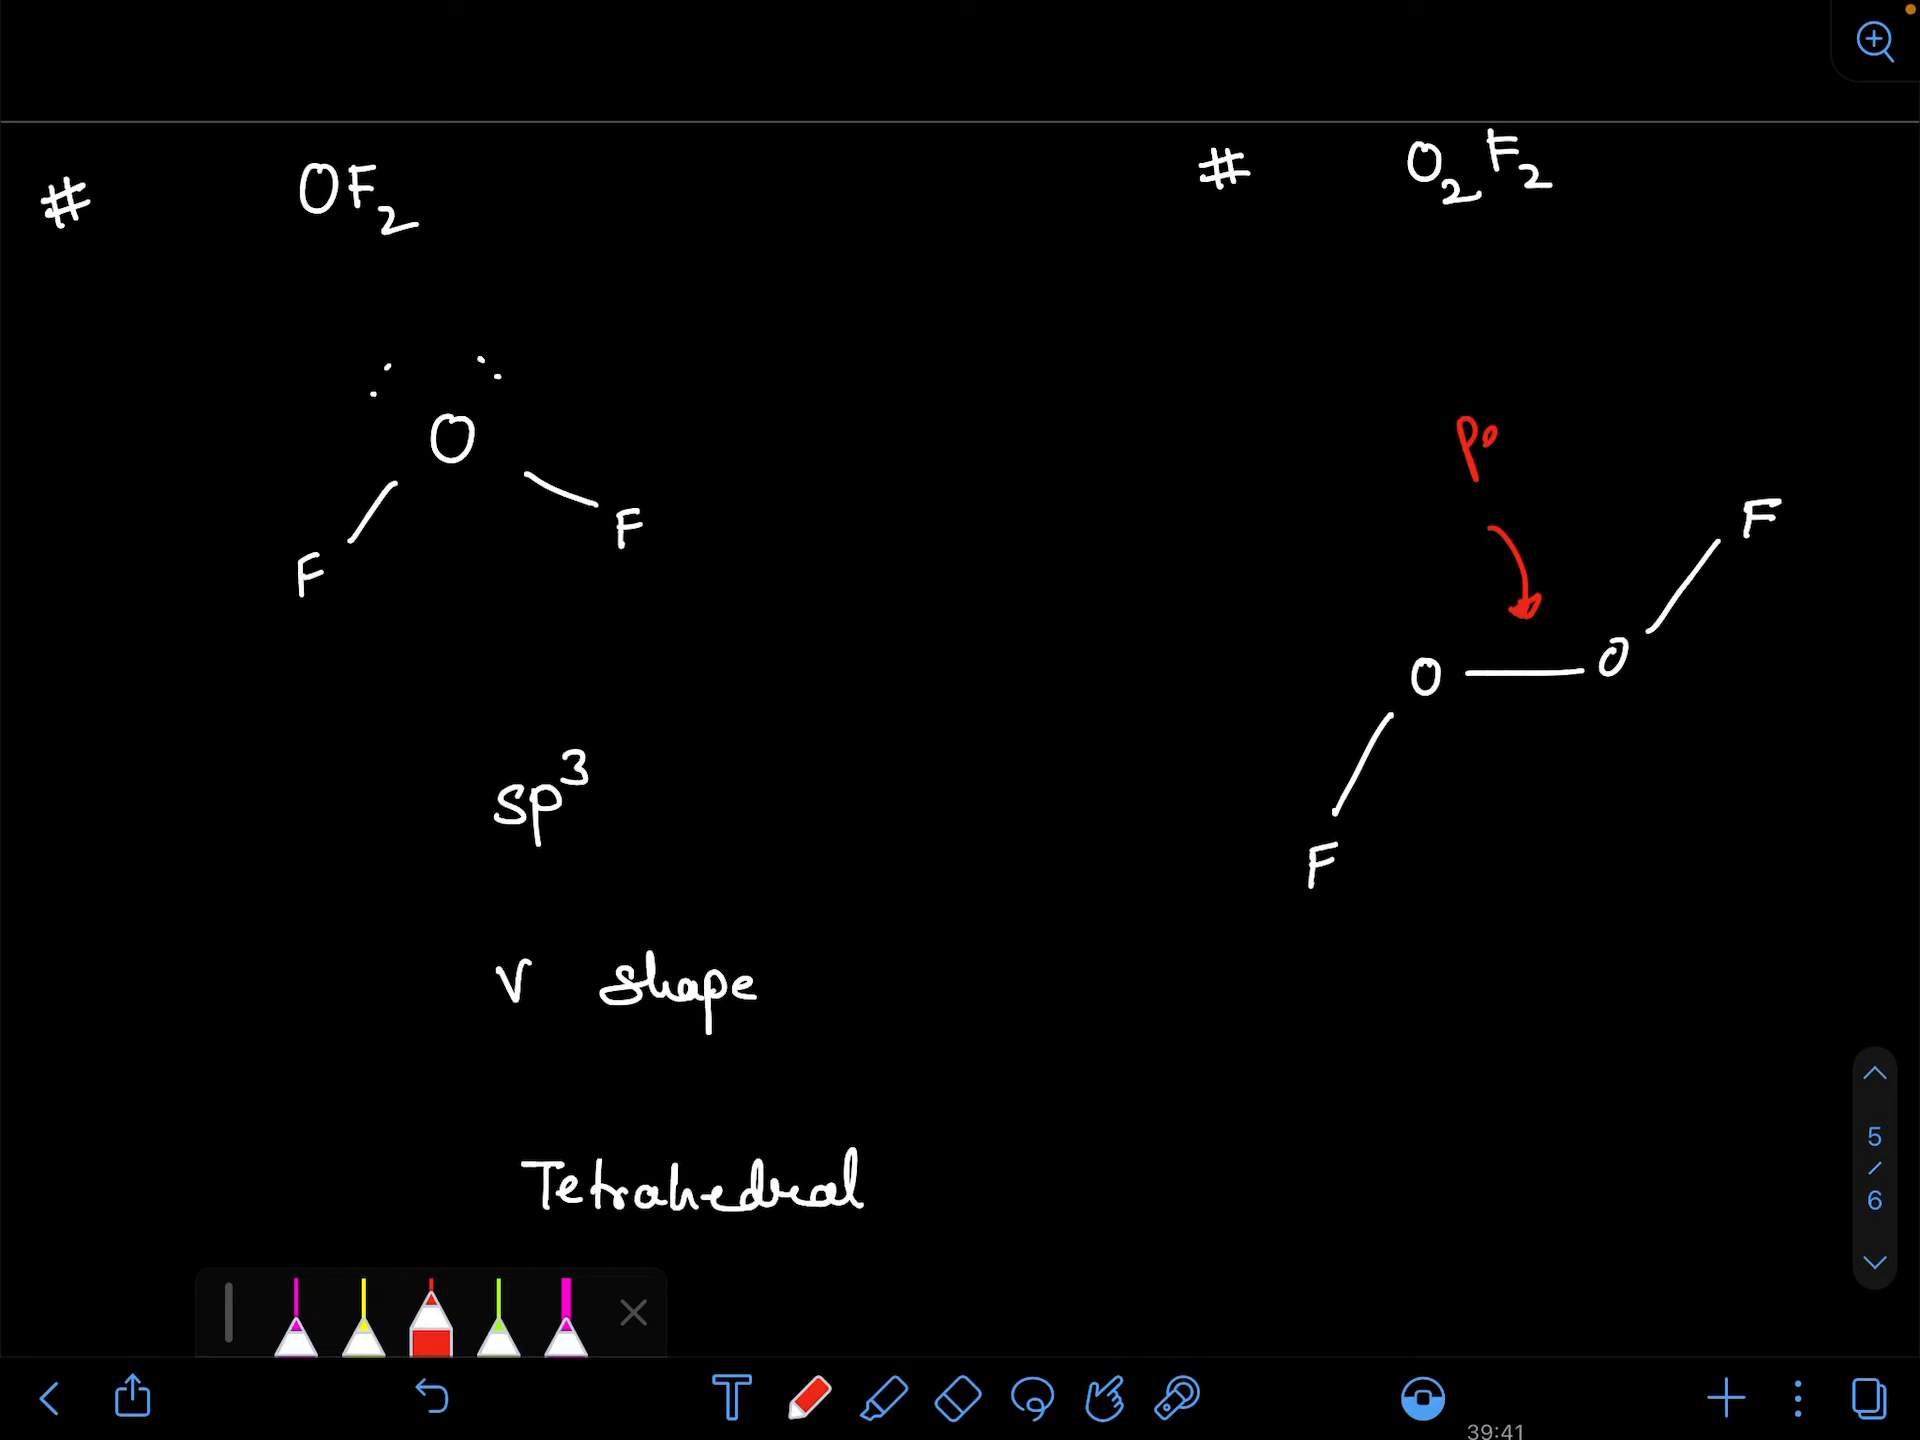 # OF2
# O2F2
O
F F
sp3
V shape
Tetrahedral
Po
F
O — O
F
5
/
6
T
39:41